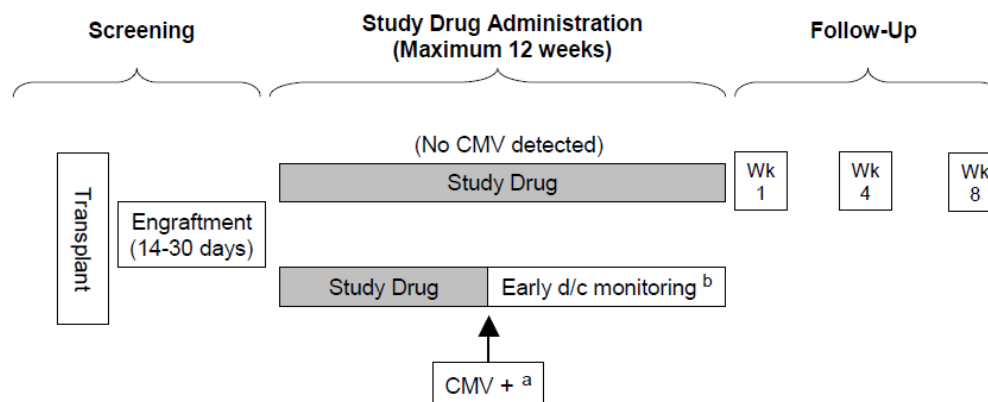 Screening
Study Drug Administration
(Maximum 12 weeks)
Follow-Up
(No CMV detected)
Study Drug
Transplant
Engraftment
(14-30 days)
Wk
1
Wk
4
Wk
8
Study Drug
Early d/c monitoring b
CMV + a